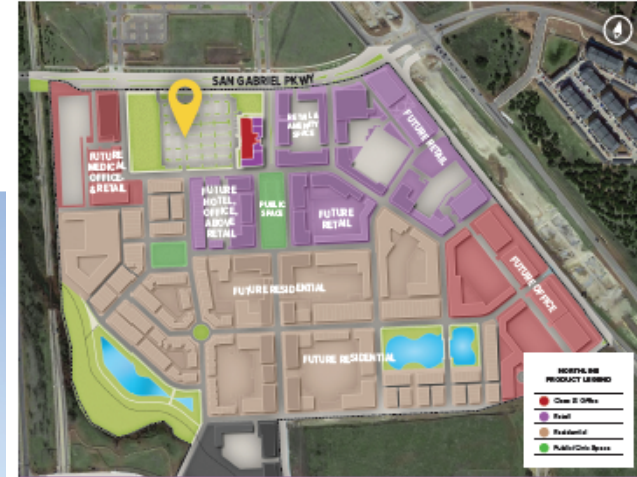 SAN GABRIEL PKWY
RETAIL &
AMENITY
SPACE
FUTURE RETAIL
FUTURE
MEDICAL
OFFICE
& RETAIL
FUTURE
HOTEL,
OFFICE,
ABOVE
RETAIL
PUBLIC
SPACE
FUTURE
RETAIL
FUTURE OFFICE
FUTURE RESIDENTIAL
FUTURE RESIDENTIAL
NORTHLINE
PRODUCT LEGEND
Office
Retail
Residential
Public/Civic Space